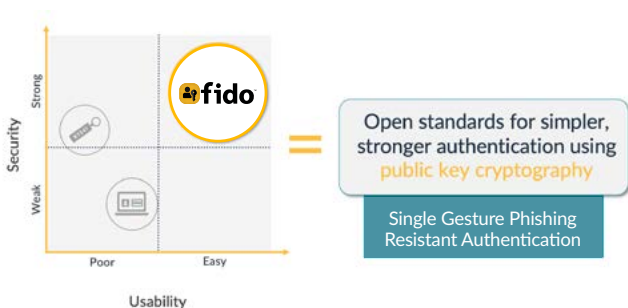 Security
Strong
Weak
fido
Poor
Easy
Usability
=
Open standards for simpler,
stronger authentication using
public key cryptography
Single Gesture Phishing
Resistant Authentication